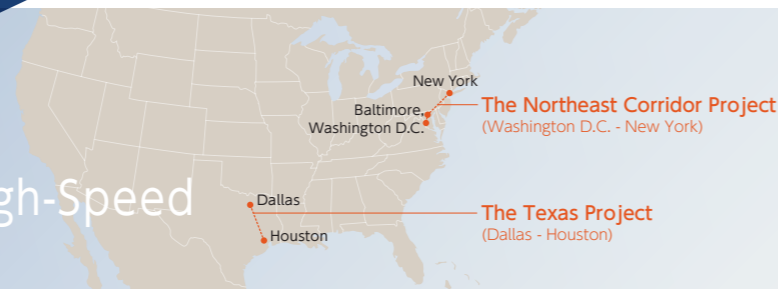 New York
Baltimore
Washington D.C.
The Northeast Corridor Project
(Washington D.C. - New York)
gh-Speed
Dallas
Houston
The Texas Project
(Dallas - Houston)